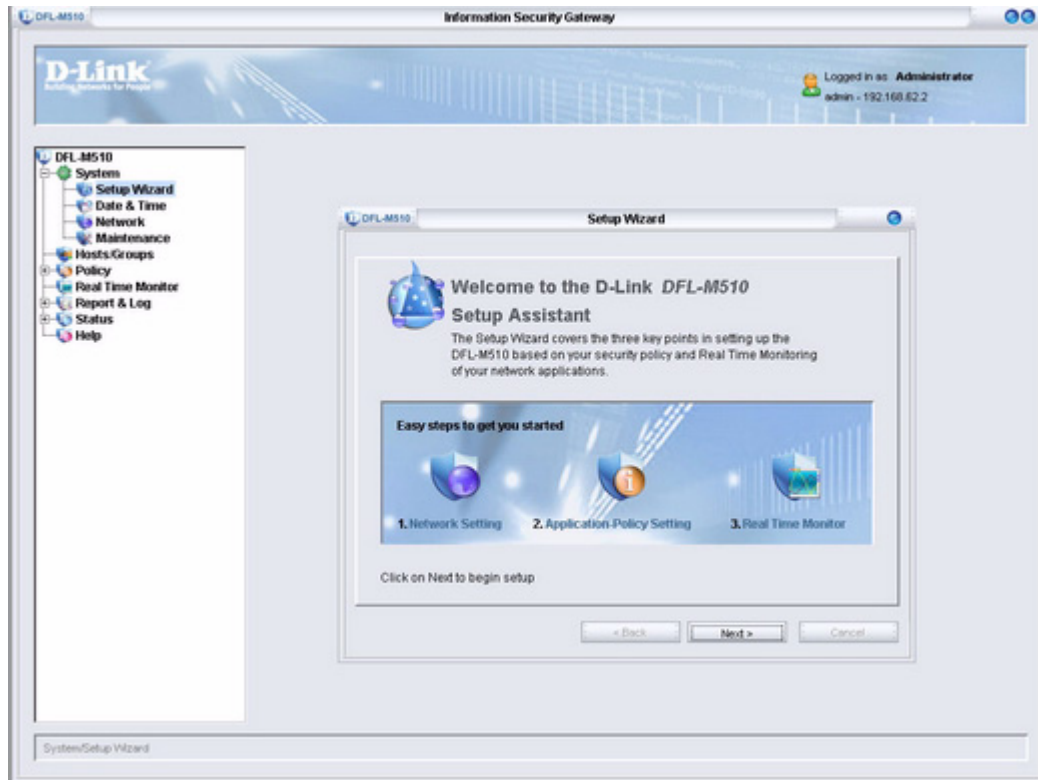 DFL-M510
Information Security Gateway
D-Link
Building Networks for People
Logged in as Administrator
admin - 192.168.62.2
DFL-M510
System
Setup Wizard
Date & Time
Network
Maintenance
Hosts/Groups
Policy
Real Time Monitor
Report & Log
Status
Help
DFL-M510
Setup Wizard
Welcome to the D-Link DFL-M510
Setup Assistant
The Setup Wizard covers the three key points in setting up the
DFL-M510 based on your security policy and Real Time Monitoring
of your network applications.
Easy steps to get you started
1. Network Setting
2. Application-Policy Setting
3. Real Time Monitor
Click on Next to begin setup
< Back
Next >
Cancel
System/Setup Wizard